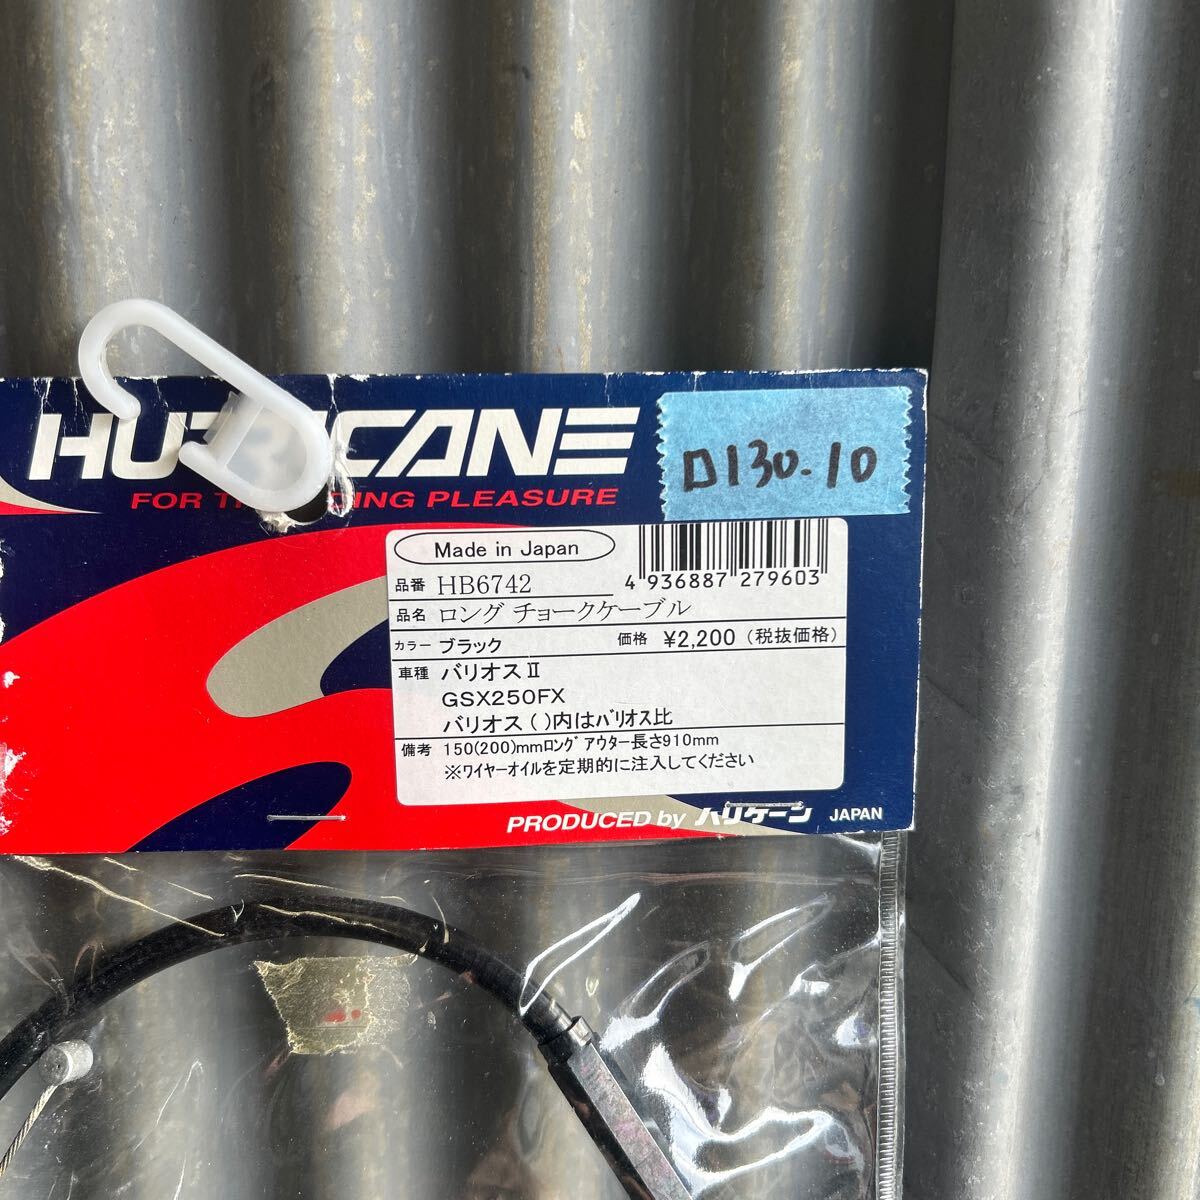 HURRICANE
FOR T  DING PLEASURE
ロ130-10
Made in Japan
4 936887 279603
品番 HB6742
品名 ロング チョークケーブル
カラー ブラック 価格 ¥2,200 (税抜価格)
車種 バリオスⅡ
GSX250FX
バリオス ( )内はバリオス比
備考 150(200)mmロング アウター長さ910mm
※ワイヤーオイルを定期的に注入してください
PRODUCED by ハリケーン JAPAN